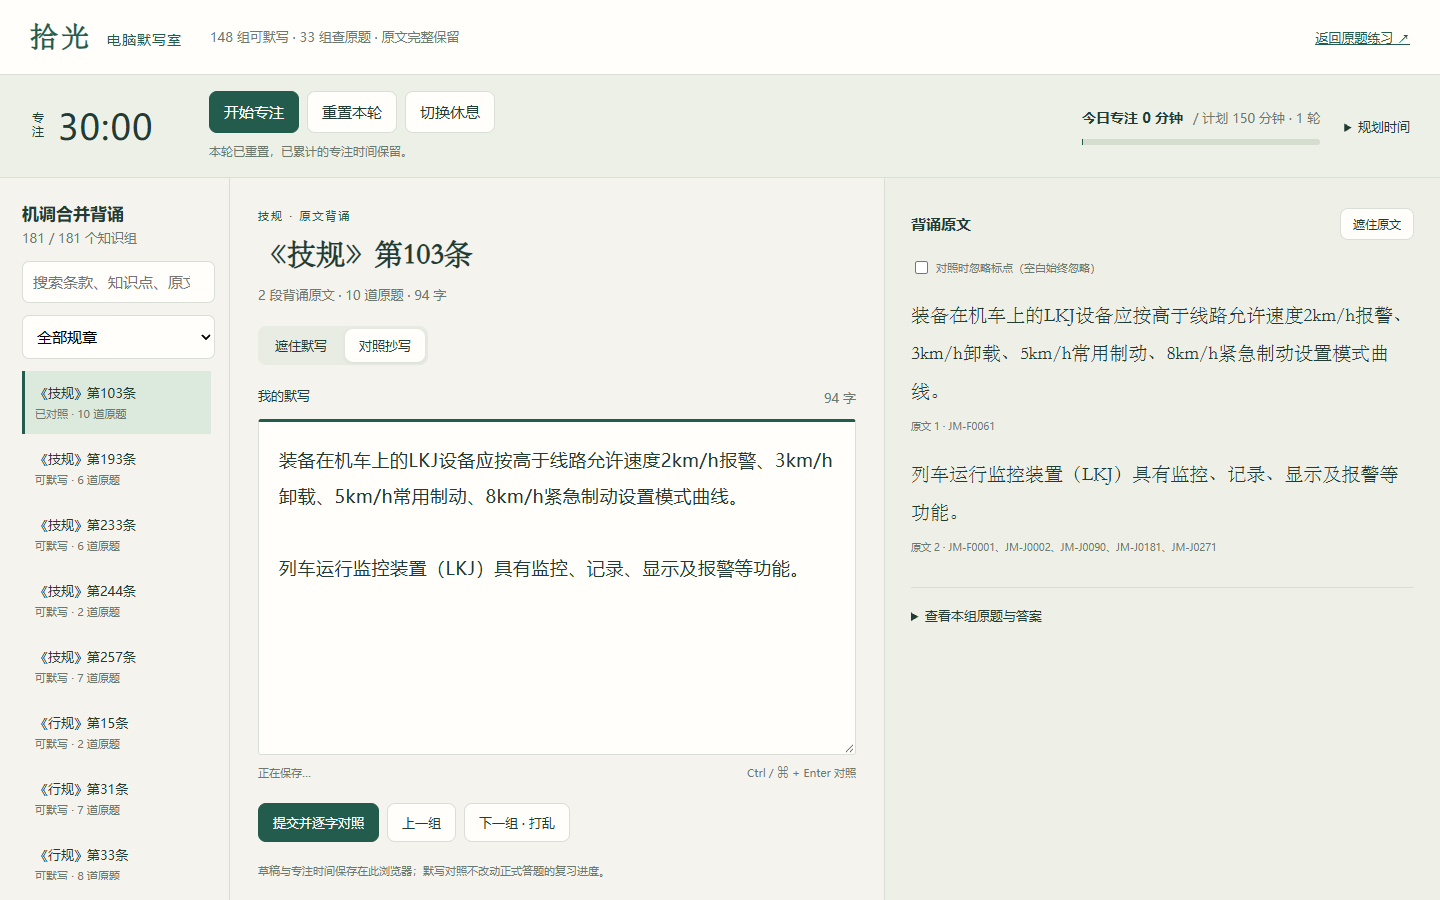 拾光 电脑默写室 148 组可默写 · 33 组查原题 · 原文完整保留 返回原题练习 ↗
专注 30:00
开始专注 重置本轮 切换休息
本轮已重置，已累计的专注时间保留。
今日专注 0 分钟 / 计划 150 分钟 · 1 轮
▶ 规划时间
机调合并背诵
181 / 181 个知识组
搜索条款、知识点、原文
全部规章
《技规》第103条
已对照 · 10 道原题
《技规》第193条
可默写 · 6 道原题
《技规》第233条
可默写 · 6 道原题
《技规》第244条
可默写 · 2 道原题
《技规》第257条
可默写 · 7 道原题
《行规》第15条
可默写 · 2 道原题
《行规》第31条
可默写 · 7 道原题
《行规》第33条
可默写 · 8 道原题
技规 · 原文背诵
《技规》第103条
2 段背诵原文 · 10 道原题 · 94 字
遮住默写 对照抄写
我的默写 94 字
装备在机车上的LKJ设备应按高于线路允许速度2km/h报警、3km/h
卸载、5km/h常用制动、8km/h紧急制动设置模式曲线。
列车运行监控装置（LKJ）具有监控、记录、显示及报警等功能。
正在保存... Ctrl / ⌘ + Enter 对照
提交并逐字对照 上一组 下一组 · 打乱
草稿与专注时间保存在此浏览器；默写对照不改动正式答题的复习进度。
背诵原文 遮住原文
对照时忽略标点（空白始终忽略）
装备在机车上的LKJ设备应按高于线路允许速度2km/h报警、
3km/h卸载、5km/h常用制动、8km/h紧急制动设置模式曲
线。
原文 1 · JM-F0061
列车运行监控装置（LKJ）具有监控、记录、显示及报警等
功能。
原文 2 · JM-F0001、JM-J0002、JM-J0090、JM-J0181、JM-J0271
▶ 查看本组原题与答案